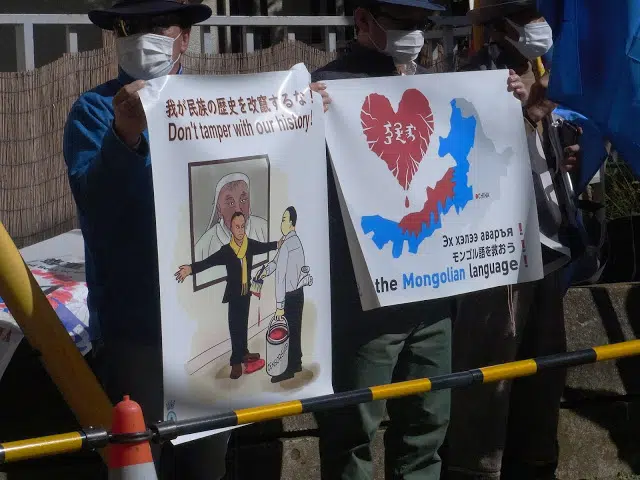 我が民族の歴史を改竄するな!
Don't tamper with our history!
Эх хэлээ аваръя!
モンゴル語を救おう!
the Mongolian language!